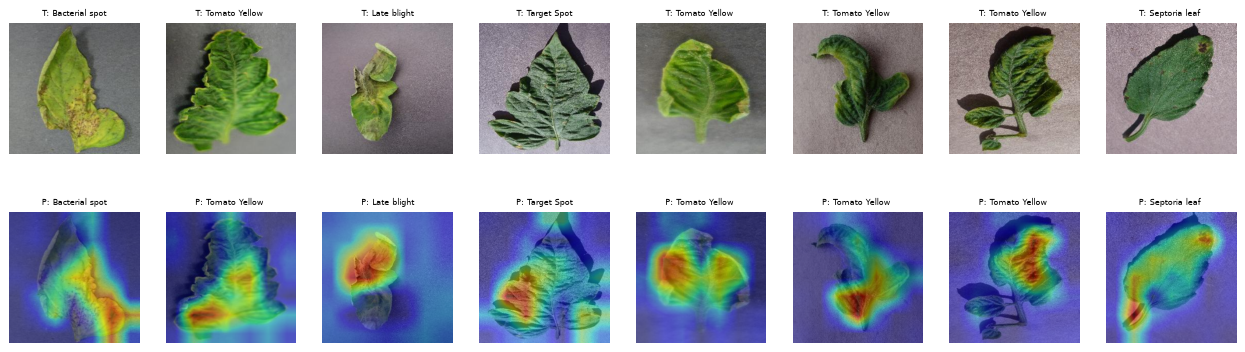 T: Bacterial spot
T: Tomato Yellow
T: Late blight
T: Target Spot
T: Tomato Yellow
T: Tomato Yellow
T: Tomato Yellow
T: Septoria leaf
P: Bacterial spot
P: Tomato Yellow
P: Late blight
P: Target Spot
P: Tomato Yellow
P: Tomato Yellow
P: Tomato Yellow
P: Septoria leaf